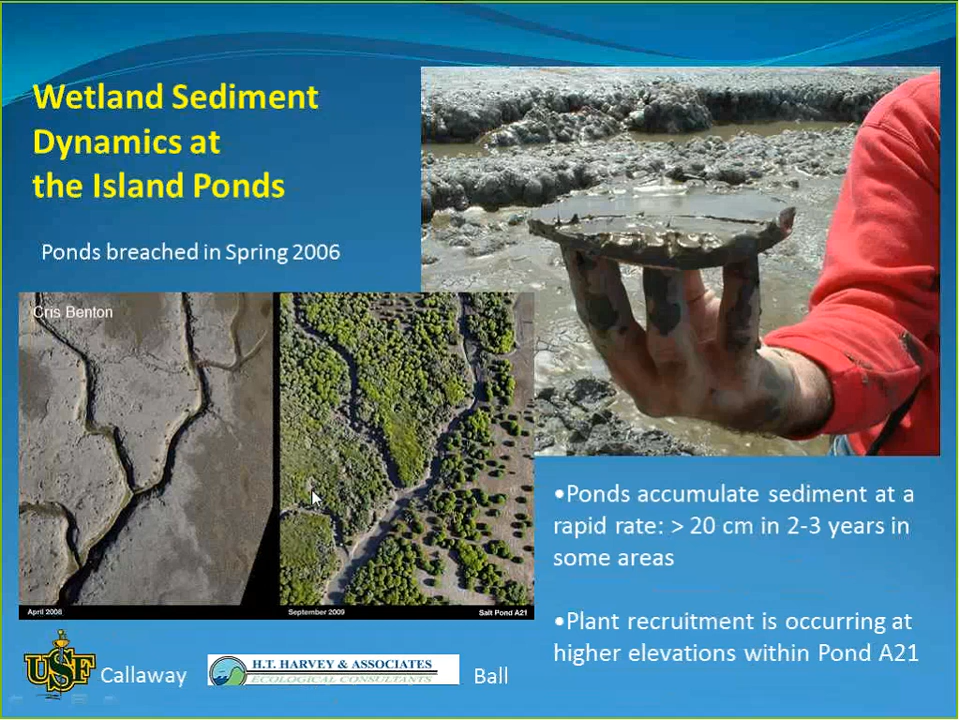 Wetland Sediment
Dynamics at
the Island Ponds
Ponds breached in Spring 2006
Cris Benton
April 2008
September 2009
Salt Pond A21
•Ponds accumulate sediment at a
rapid rate: > 20 cm in 2-3 years in
some areas
•Plant recruitment is occurring at
higher elevations within Pond A21
USF
Callaway
H.T. HARVEY & ASSOCIATES
ECOLOGICAL CONSULTANTS
Ball